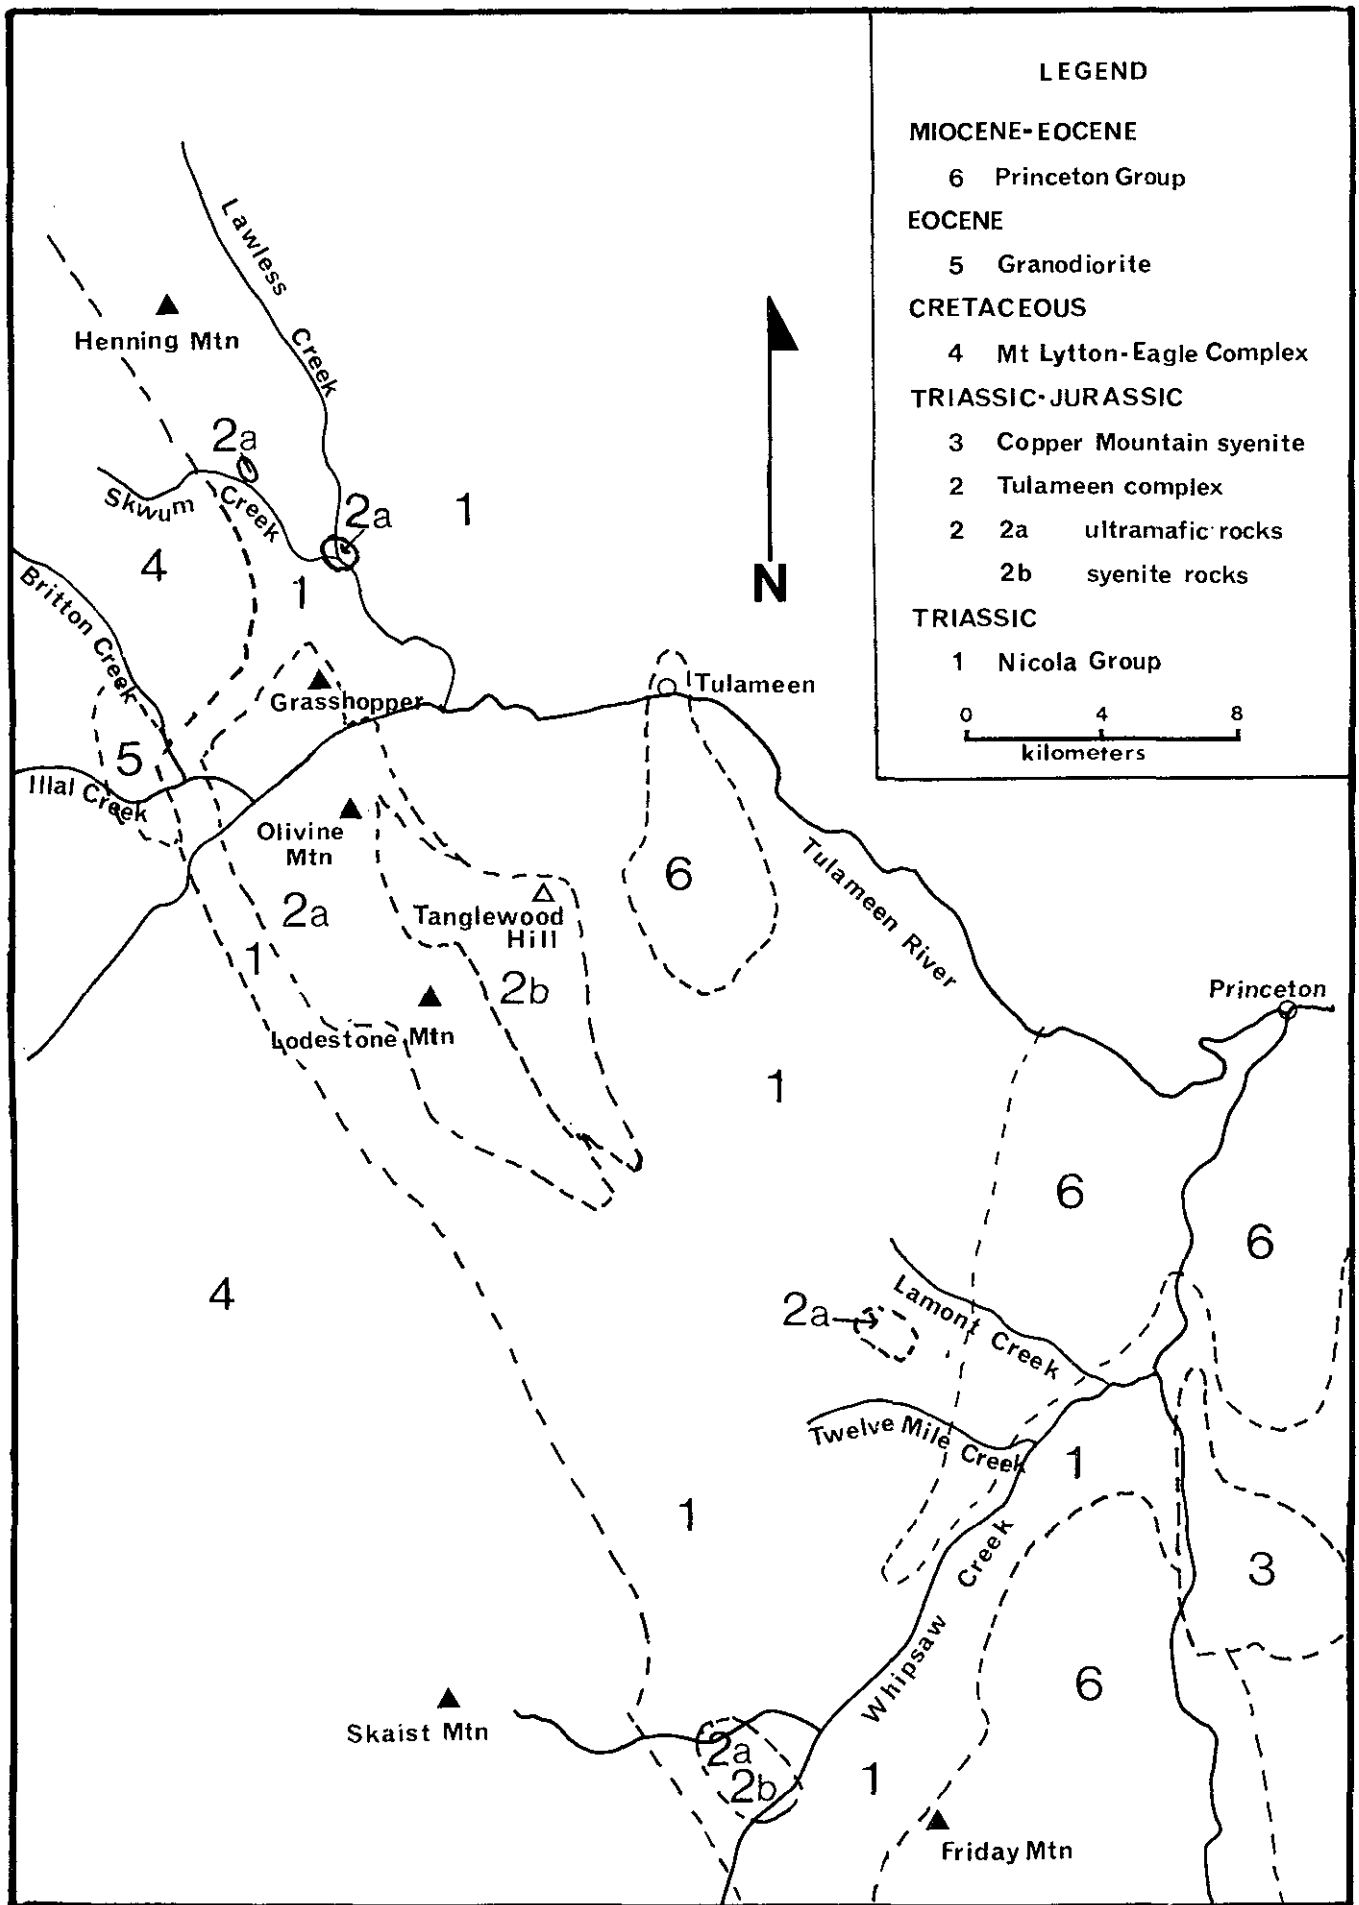 LEGEND
MIOCENE-EOCENE
6 Princeton Group
EOCENE
5 Granodiorite
CRETACEOUS
4 Mt Lytton-Eagle Complex
TRIASSIC-JURASSIC
3 Copper Mountain syenite
2 Tulameen complex
2 2a ultramafic rocks
2b syenite rocks
TRIASSIC
1 Nicola Group
0 4 8
kilometers
Lawless Creek
Henning Mtn
2a
Skwum Creek
2a
1
4
1
N
Britton Creek
Grasshopper
Tulameen
5
Illal Creek
Olivine
Mtn
6
Tulameen River
2a
Tanglewood
Hill
1
2b
Princeton
Lodestone Mtn
1
6
6
4
2a
Lamont Creek
Twelve Mile Creek
1
1
3
Whipsaw Creek
6
Skaist Mtn
2a
2b
1
Friday Mtn